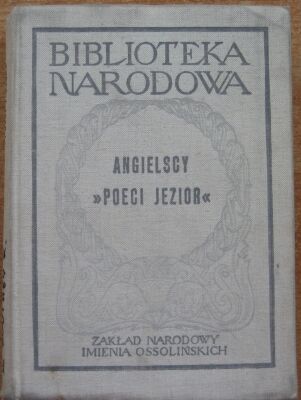 BIBLIOTEKA
NARODOWA
ANGIELSCY
»POECI JEZIOR«
ZAKŁAD NARODOWY
IMIENIA OSSOLIŃSKICH